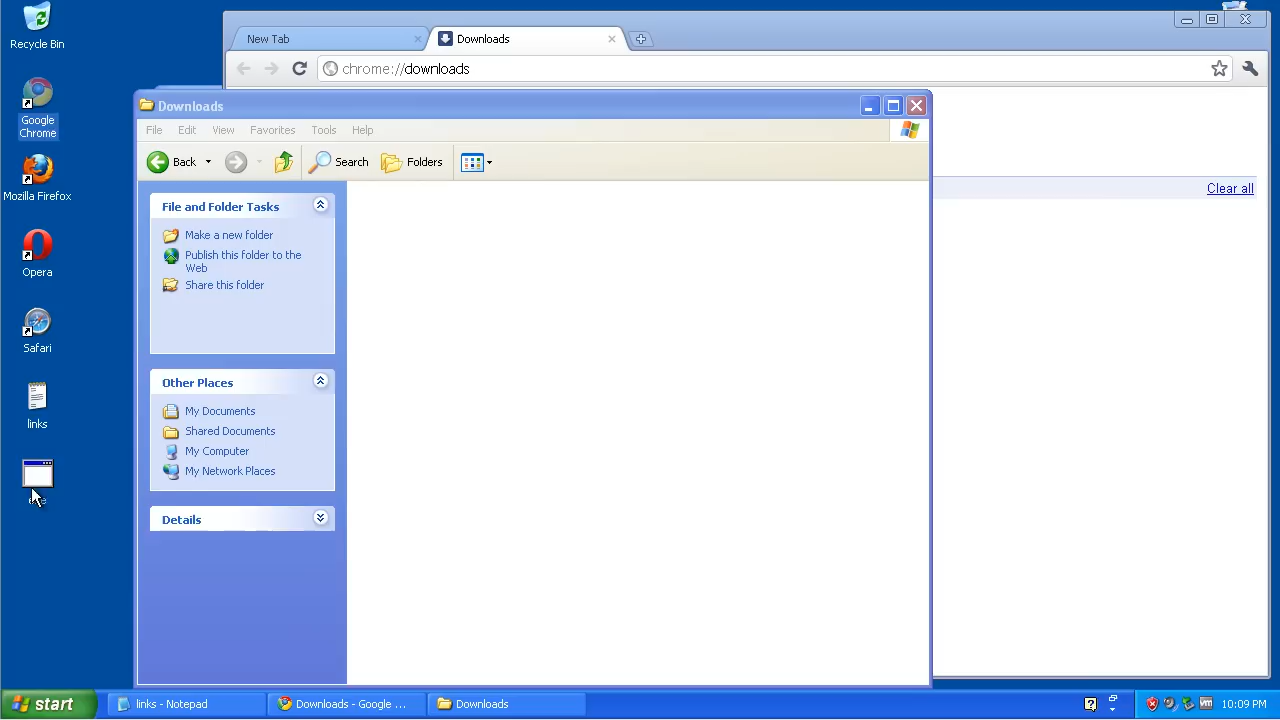 Recycle Bin
Google
Chrome
Mozilla Firefox
Opera
Safari
links
New Tab
Downloads
chrome://downloads
Clear all
Downloads
File Edit View Favorites Tools Help
Back
Search
Folders
File and Folder Tasks
Make a new folder
Publish this folder to the
Web
Share this folder
Other Places
My Documents
Shared Documents
My Computer
My Network Places
Details
start
links - Notepad
Downloads - Google ...
Downloads
10:09 PM